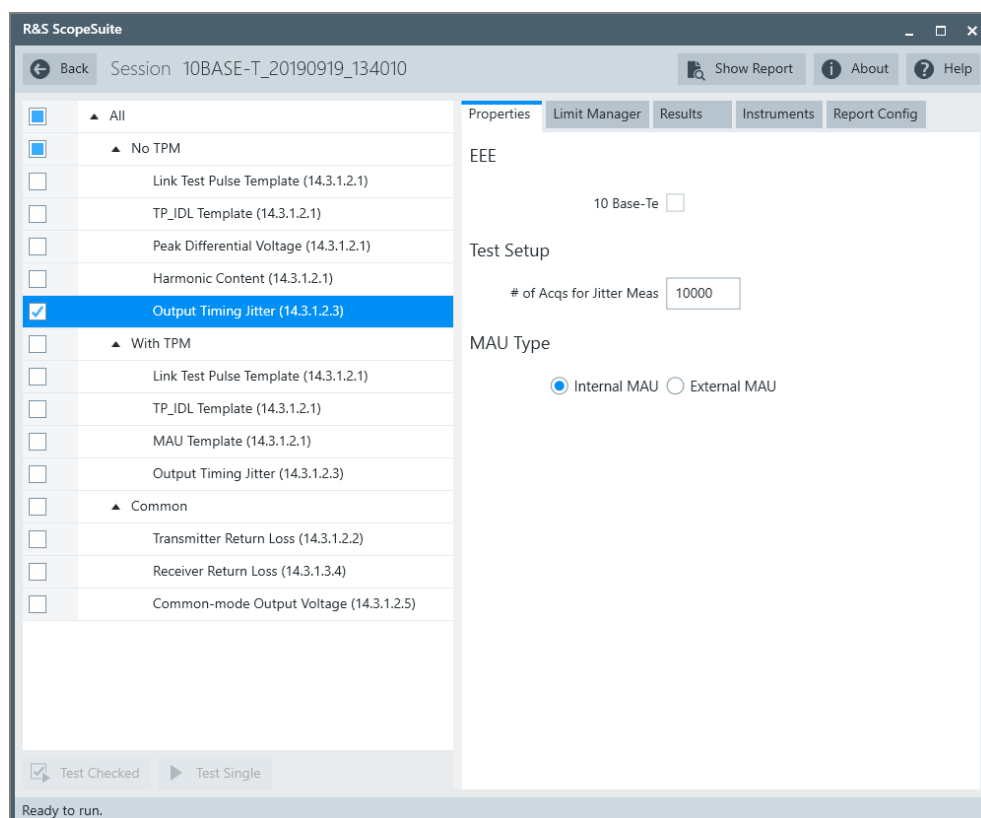 R&S ScopeSuite
Back Session 10BASE-T_20190919_134010 Show Report About Help
All
No TPM
Link Test Pulse Template (14.3.1.2.1)
TP_IDL Template (14.3.1.2.1)
Peak Differential Voltage (14.3.1.2.1)
Harmonic Content (14.3.1.2.1)
Output Timing Jitter (14.3.1.2.3)
With TPM
Link Test Pulse Template (14.3.1.2.1)
TP_IDL Template (14.3.1.2.1)
MAU Template (14.3.1.2.1)
Output Timing Jitter (14.3.1.2.3)
Common
Transmitter Return Loss (14.3.1.2.2)
Receiver Return Loss (14.3.1.3.4)
Common-mode Output Voltage (14.3.1.2.5)
Test Checked Test Single
Properties Limit Manager Results Instruments Report Config
EEE
10 Base-Te
Test Setup
# of Acqs for Jitter Meas 10000
MAU Type
Internal MAU External MAU
Ready to run.